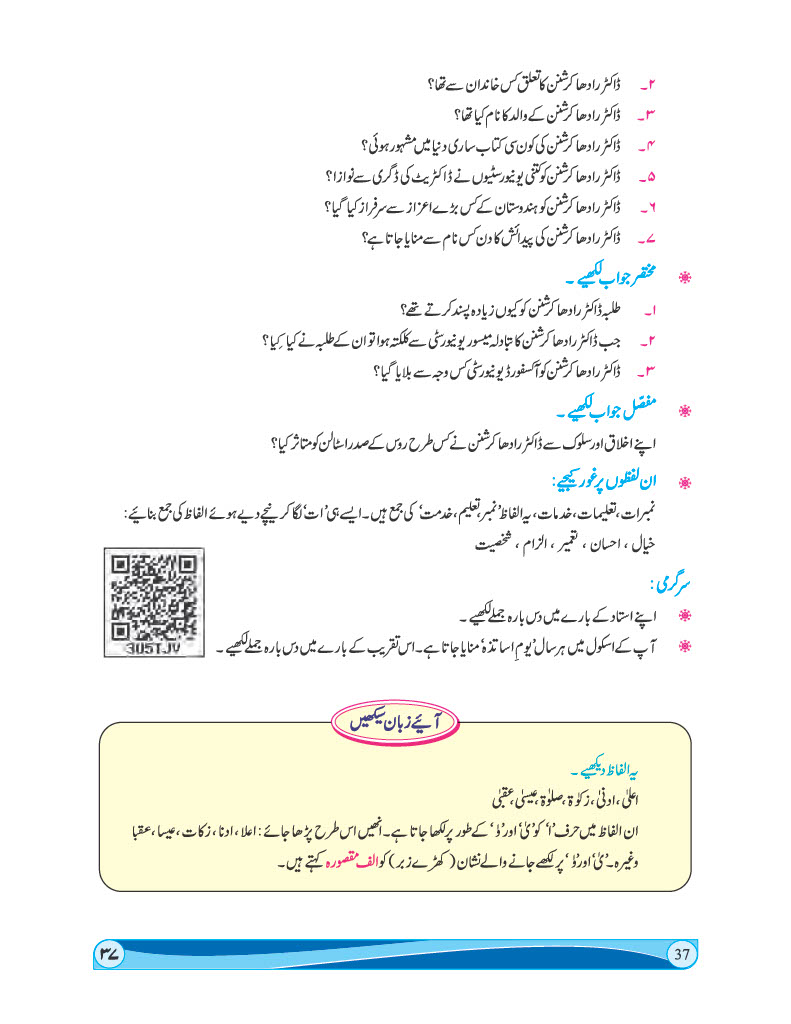 ۲۔ ڈاکٹر رادھا کرشنن کا تعلق کس خاندان سے تھا؟
۳۔ ڈاکٹر رادھا کرشنن کے والد کا نام کیا تھا؟
۴۔ ڈاکٹر رادھا کرشنن کی کون سی کتاب ساری دنیا میں مشہور ہوئی؟
۵۔ ڈاکٹر رادھا کرشنن کو کتنی یونیورسٹیوں نے ڈاکٹریٹ کی ڈگری سے نوازا؟
۶۔ ڈاکٹر رادھا کرشنن کو ہندوستان کے کس بڑے اعزاز سے سرفراز کیا گیا؟
۷۔ ڈاکٹر رادھا کرشنن کی پیدائش کا دن کس نام سے منایا جاتا ہے؟
مختصر جواب لکھیے ۔
۱۔ طلبہ ڈاکٹر رادھا کرشنن کو کیوں زیادہ پسند کرتے تھے؟
۲۔ جب ڈاکٹر رادھا کرشنن کا تبادلہ میسور یونیورسٹی سے کلکتہ ہوا تو ان کے طلبہ نے کیا کِیا؟
۳۔ ڈاکٹر رادھا کرشنن کو آکسفورڈ یونیورسٹی کس وجہ سے بلایا گیا؟
مفصّل جواب لکھیے ۔
اپنے اخلاق اور سلوک سے ڈاکٹر رادھا کرشنن نے کس طرح روس کے صدر اسٹالن کو متاثر کیا؟
ان لفظوں پر غور کیجیے:
نمبرات، تعلیمات، خدمات، یہ الفاظ 'نمبر، تعلیم، خدمت' کی جمع ہیں۔ ایسے ہی 'ات' لگا کر نیچے دیے ہوئے الفاظ کی جمع بنائیے:
خیال ، احسان ، تعمیر ، الزام ، شخصیت
سرگرمی:
اپنے استاد کے بارے میں دس بارہ جملے لکھیے ۔
آپ کے اسکول میں ہر سال 'یومِ اساتذہ' منایا جاتا ہے۔ اس تقریب کے بارے میں دس بارہ جملے لکھیے ۔
305TJV
آئیے زبان سیکھیں
یہ الفاظ دیکھیے ۔
اعلیٰ، ادنیٰ، زکوٰۃ، صلوٰۃ، عیسیٰ، عقبیٰ
ان الفاظ میں حرف 'ا' کو 'یٰ' اور 'وٰ' کے طور پر لکھا جاتا ہے۔ انھیں اس طرح پڑھا جائے: اعلا، ادنا، زکات، عیسا، عقبا
وغیرہ۔ 'یٰ' اور 'وٰ' پر لکھے جانے والے نشان (کھڑے زبر) کو الف مقصورہ کہتے ہیں۔
۳۷
37